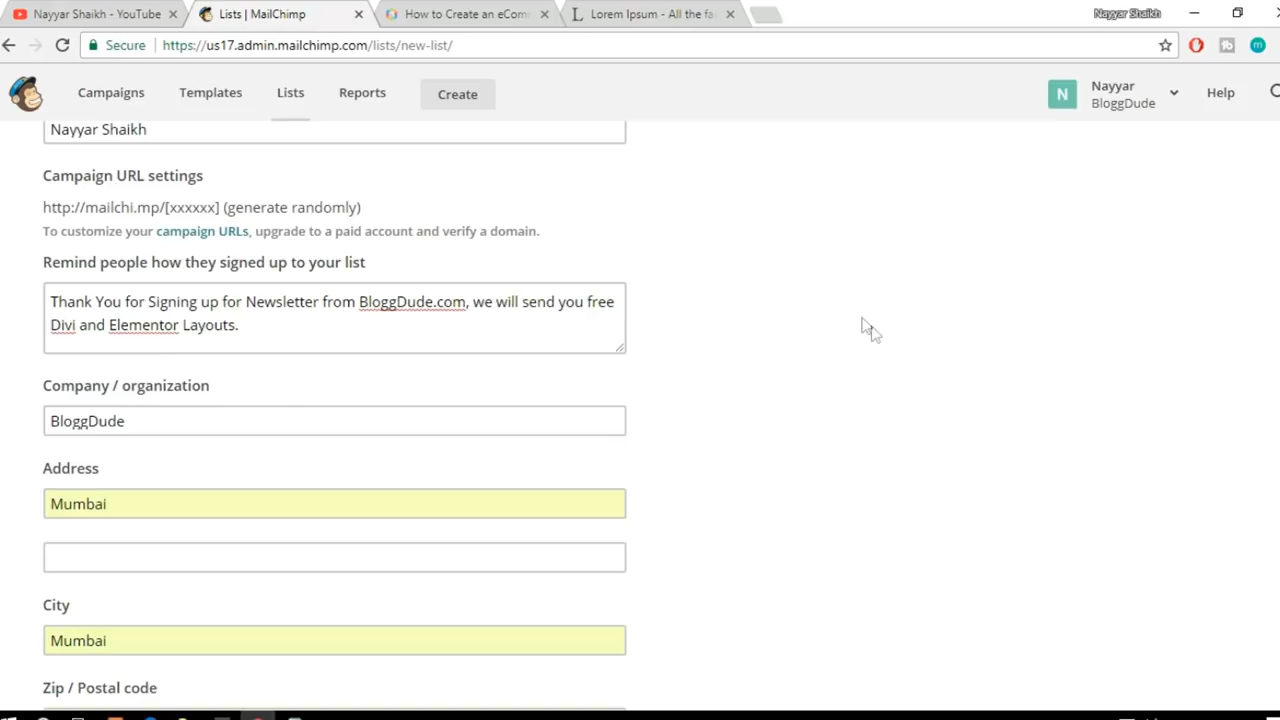 Nayyar Shaikh - YouTube
Lists | MailChimp
How to Create an eCom
Lorem Ipsum - All the fa
Nayyar Shaikh
Secure
https://us17.admin.mailchimp.com/lists/new-list/
m
Campaigns
Templates
Lists
Reports
Create
N
Nayyar
BloggDude
Help
Nayyar Shaikh
Campaign URL settings
http://mailchi.mp/[xxxxxx] (generate randomly)
To customize your campaign URLs, upgrade to a paid account and verify a domain.
Remind people how they signed up to your list
Thank You for Signing up for Newsletter from BloggDude.com, we will send you free
Divi and Elementor Layouts.
Company / organization
BloggDude
Address
Mumbai
City
Mumbai
Zip / Postal code